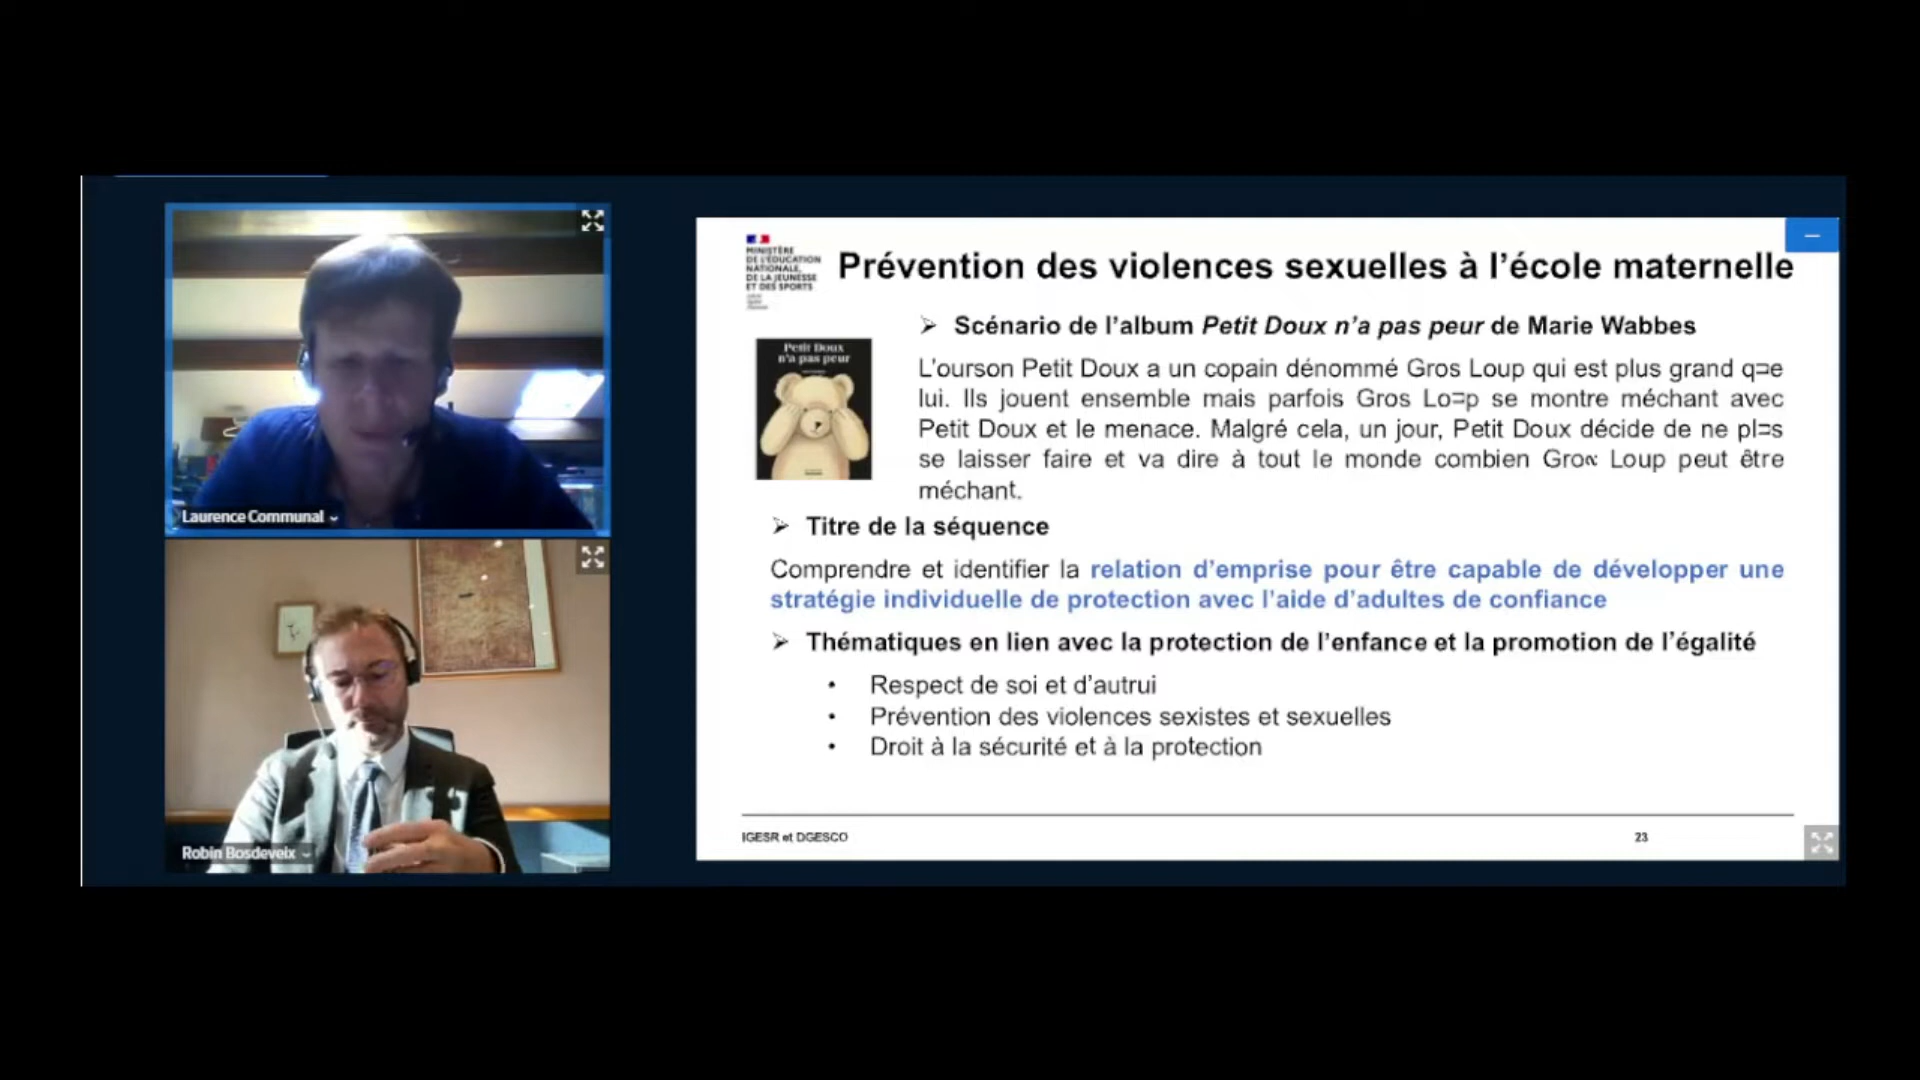 Laurence Communal
Robin Bosdeveix
MINISTÈRE
DE L'ÉDUCATION
NATIONALE,
DE LA JEUNESSE
ET DES SPORTS
Prévention des violences sexuelles à l’école maternelle
➢ Scénario de l’album Petit Doux n’a pas peur de Marie Wabbes
Petit Doux
n'a pas peur
L’ourson Petit Doux a un copain dénommé Gros Loup qui est plus grand q=e
lui. Ils jouent ensemble mais parfois Gros Lo=p se montre méchant avec
Petit Doux et le menace. Malgré cela, un jour, Petit Doux décide de ne pl=s
se laisser faire et va dire à tout le monde combien Gro∝ Loup peut être
méchant.
➢ Titre de la séquence
Comprendre et identifier la relation d’emprise pour être capable de développer une
stratégie individuelle de protection avec l’aide d’adultes de confiance
➢ Thématiques en lien avec la protection de l’enfance et la promotion de l’égalité
• Respect de soi et d’autrui
• Prévention des violences sexistes et sexuelles
• Droit à la sécurité et à la protection
IGESR et DGESCO
23